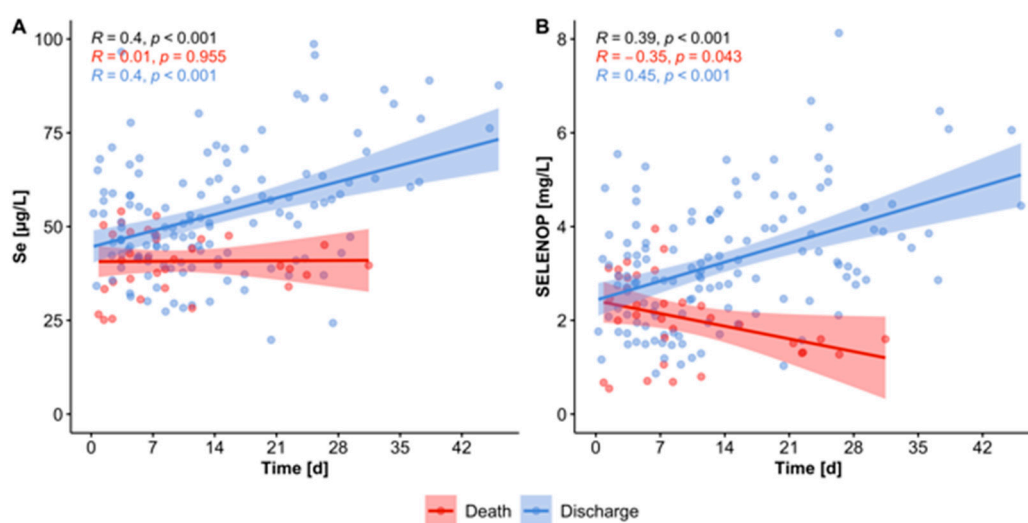 A
R = 0.4, p < 0.001
R = 0.01, p = 0.955
R = 0.4, p < 0.001
100
75
50
25
0
Se [µg/L]
0 7 14 21 28 35 42
Time [d]
B
R = 0.39, p < 0.001
R = −0.35, p = 0.043
R = 0.45, p < 0.001
8
6
4
2
0
SELENOP [mg/L]
0 7 14 21 28 35 42
Time [d]
Death Discharge